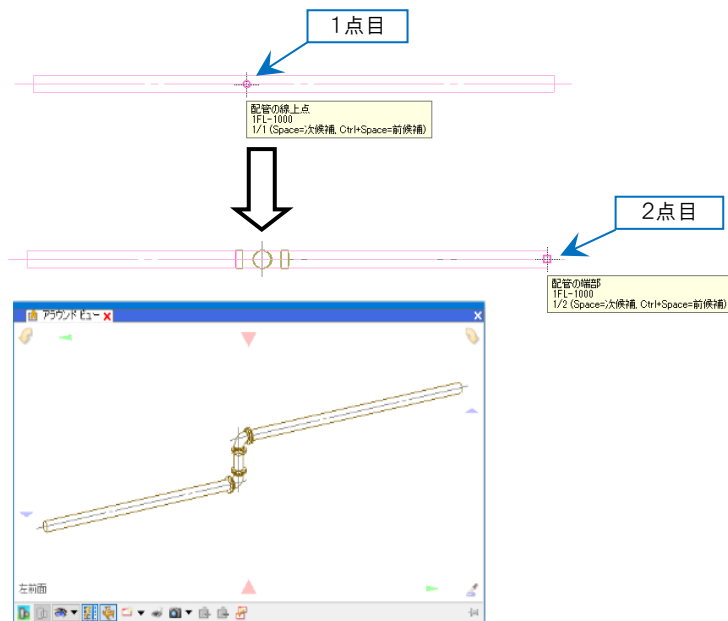 1点目
配管の線上点
1FL-1000
1/1 (Space=次候補, Ctrl+Space=前候補)
2点目
配管の端部
1FL-1000
1/2 (Space=次候補, Ctrl+Space=前候補)
アラウンドビュー
左前面